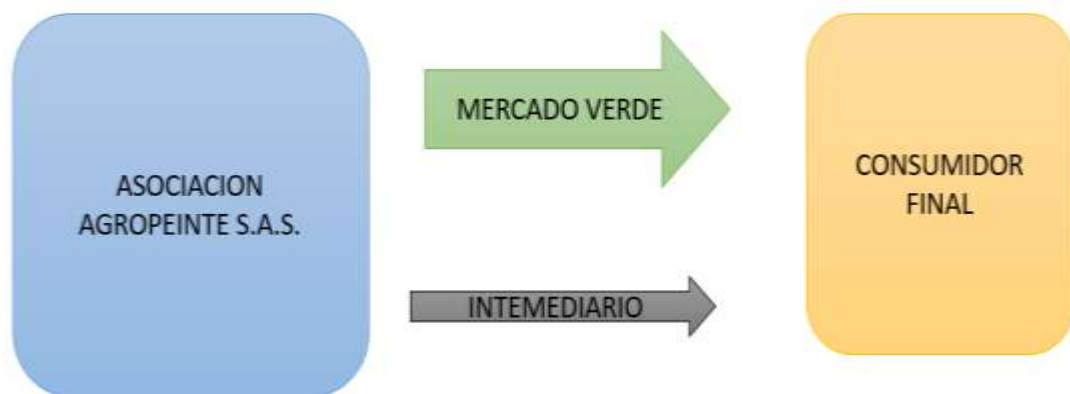 ASOCIACION
AGROPEINTE S.A.S.
MERCADO VERDE
INTEMEDIARIO
CONSUMIDOR
FINAL